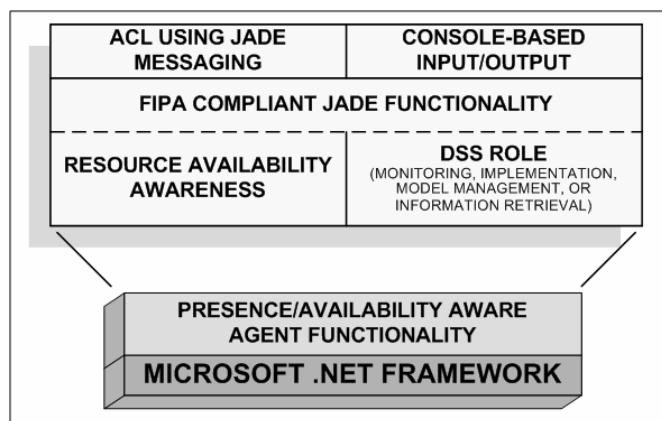 ACL USING JADE
MESSAGING
CONSOLE-BASED
INPUT/OUTPUT
FIPA COMPLIANT JADE FUNCTIONALITY
RESOURCE AVAILABILITY
AWARENESS
DSS ROLE
(MONITORING, IMPLEMENTATION,
MODEL MANAGEMENT, OR
INFORMATION RETRIEVAL)
PRESENCE/AVAILABILITY AWARE
AGENT FUNCTIONALITY
MICROSOFT .NET FRAMEWORK